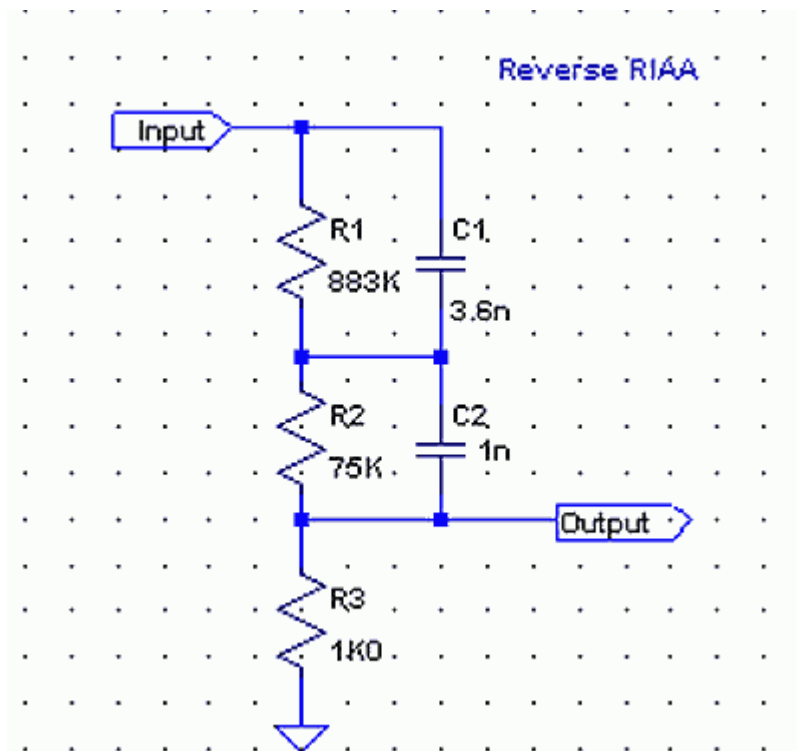 Reverse RIAA
Input
R1
883K
C1
3.6n
R2
75K
C2
1n
Output
R3
1K0